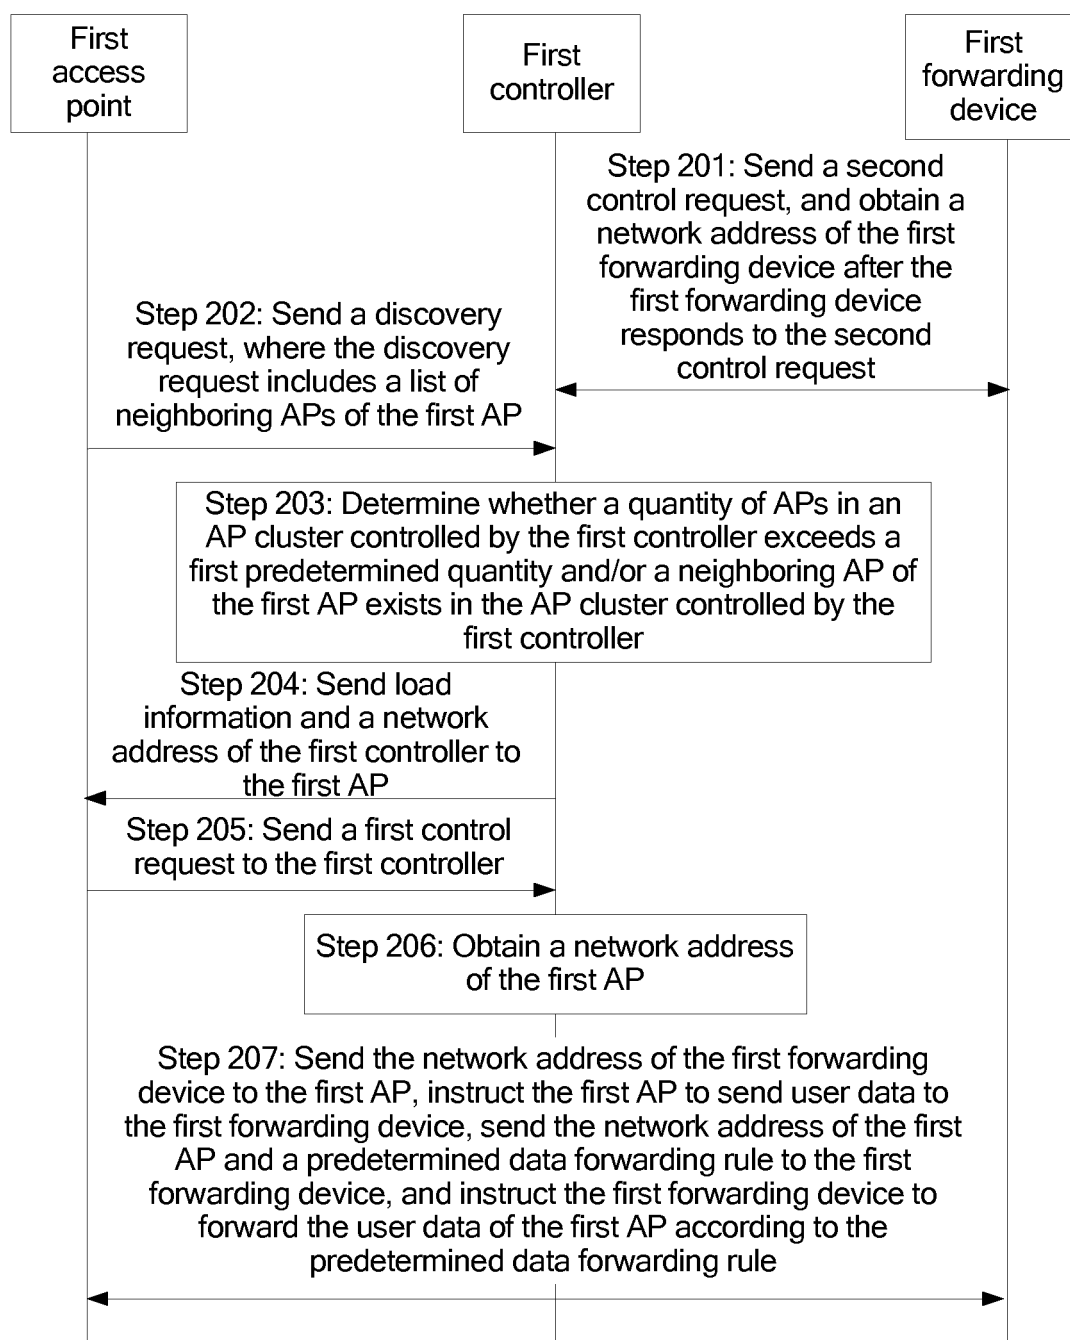 First
access
point
First
controller
First
forwarding
device
Step 201: Send a second
control request, and obtain a
network address of the first
forwarding device after the
first forwarding device
responds to the second
control request
Step 202: Send a discovery
request, where the discovery
request includes a list of
neighboring APs of the first AP
Step 203: Determine whether a quantity of APs in an
AP cluster controlled by the first controller exceeds a
first predetermined quantity and/or a neighboring AP of
the first AP exists in the AP cluster controlled by the
first controller
Step 204: Send load
information and a network
address of the first controller to
the first AP
Step 205: Send a first control
request to the first controller
Step 206: Obtain a network address
of the first AP
Step 207: Send the network address of the first forwarding
device to the first AP, instruct the first AP to send user data to
the first forwarding device, send the network address of the first
AP and a predetermined data forwarding rule to the first
forwarding device, and instruct the first forwarding device to
forward the user data of the first AP according to the
predetermined data forwarding rule